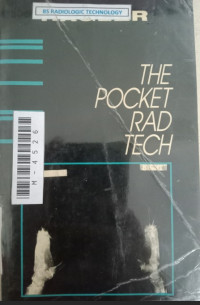 BS RADIOLOGIC TECHNOLOGY
THE
POCKET
RAD
TECH
M-4526